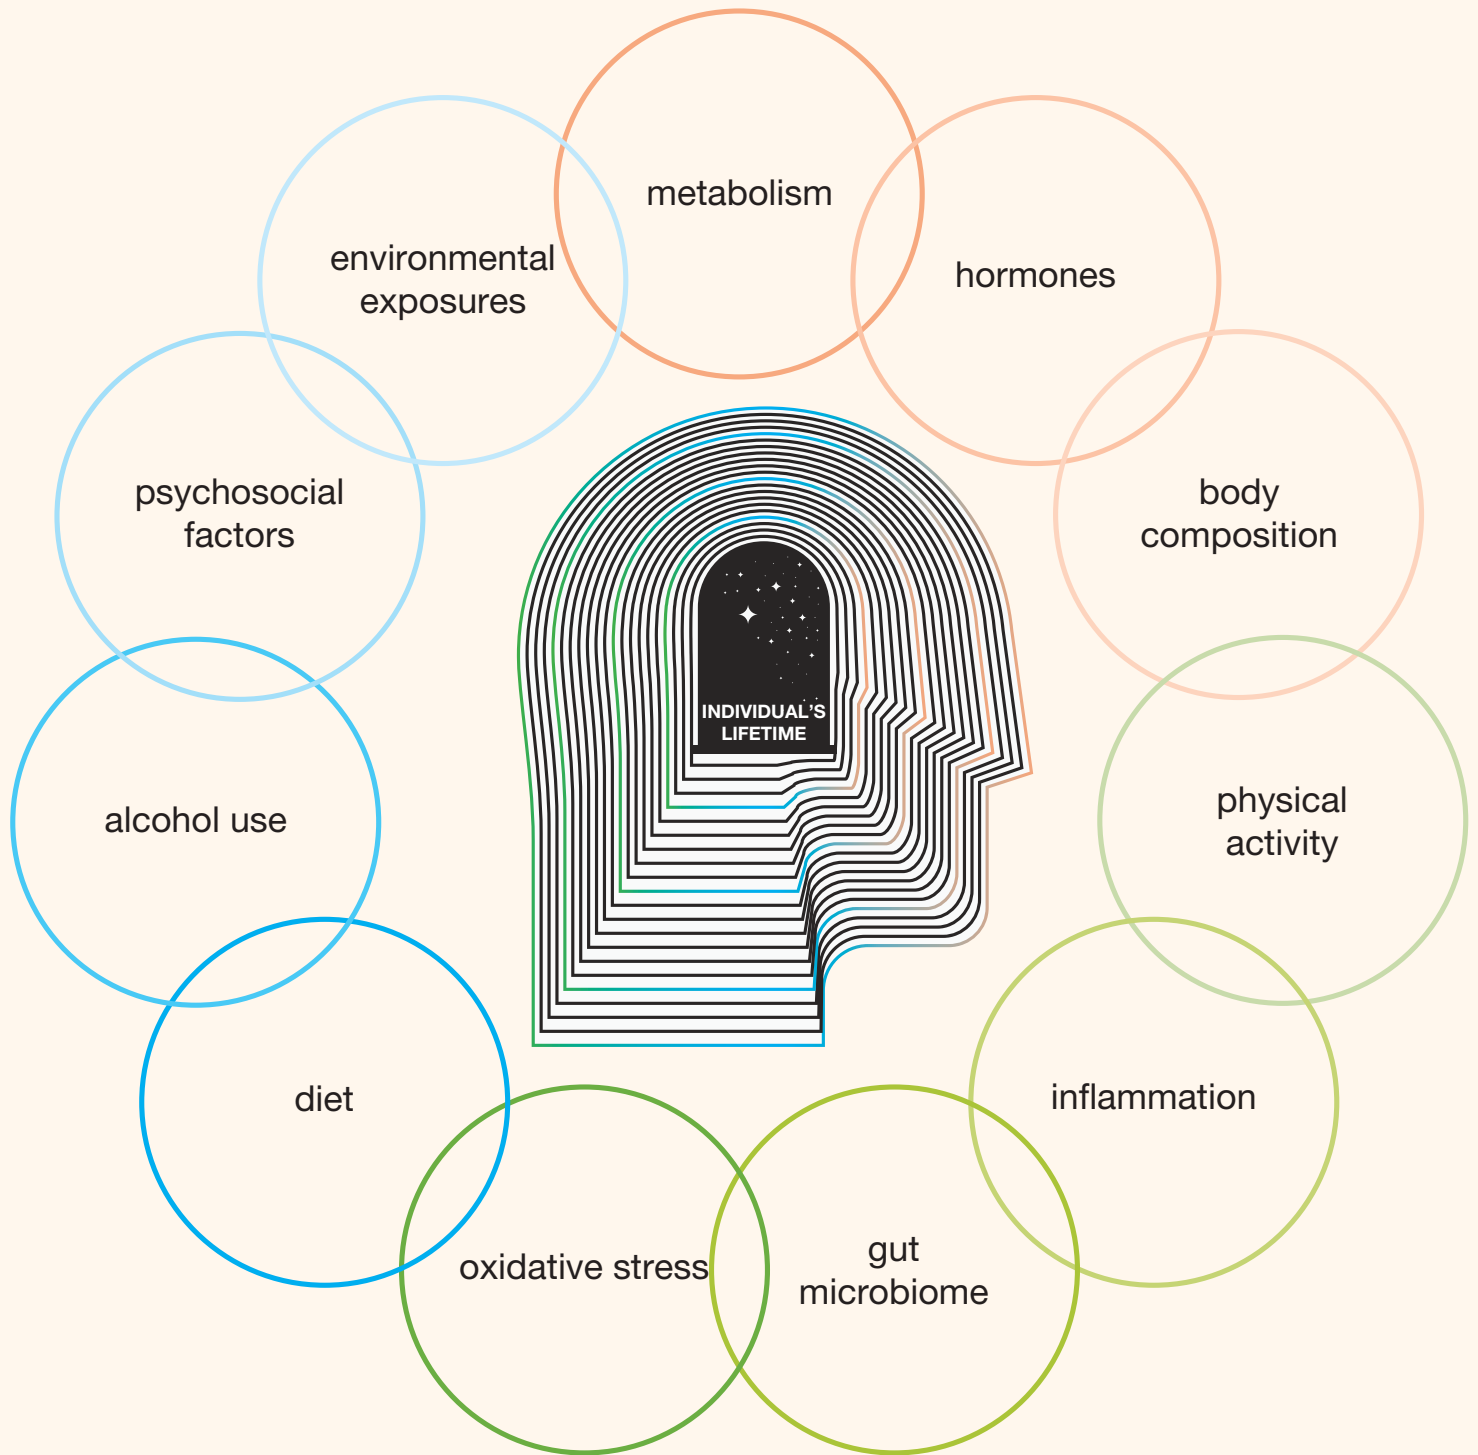 metabolism
hormones
body
composition
physical
activity
inflammation
gut
microbiome
oxidative stress
diet
alcohol use
psychosocial
factors
environmental
exposures
INDIVIDUAL'S
LIFETIME